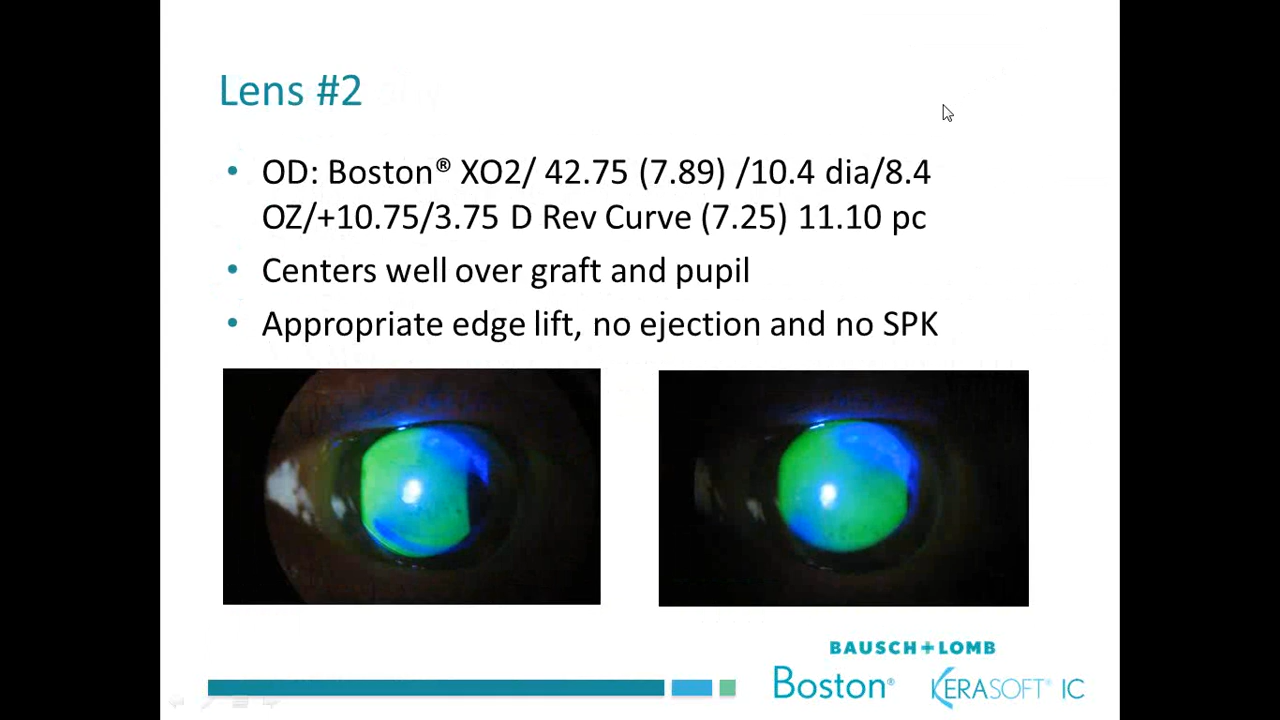 Lens #2
• OD: Boston® XO2/ 42.75 (7.89) /10.4 dia/8.4
OZ/+10.75/3.75 D Rev Curve (7.25) 11.10 pc
• Centers well over graft and pupil
• Appropriate edge lift, no ejection and no SPK
BAUSCH+LOMB
Boston®
KERASOFT® IC